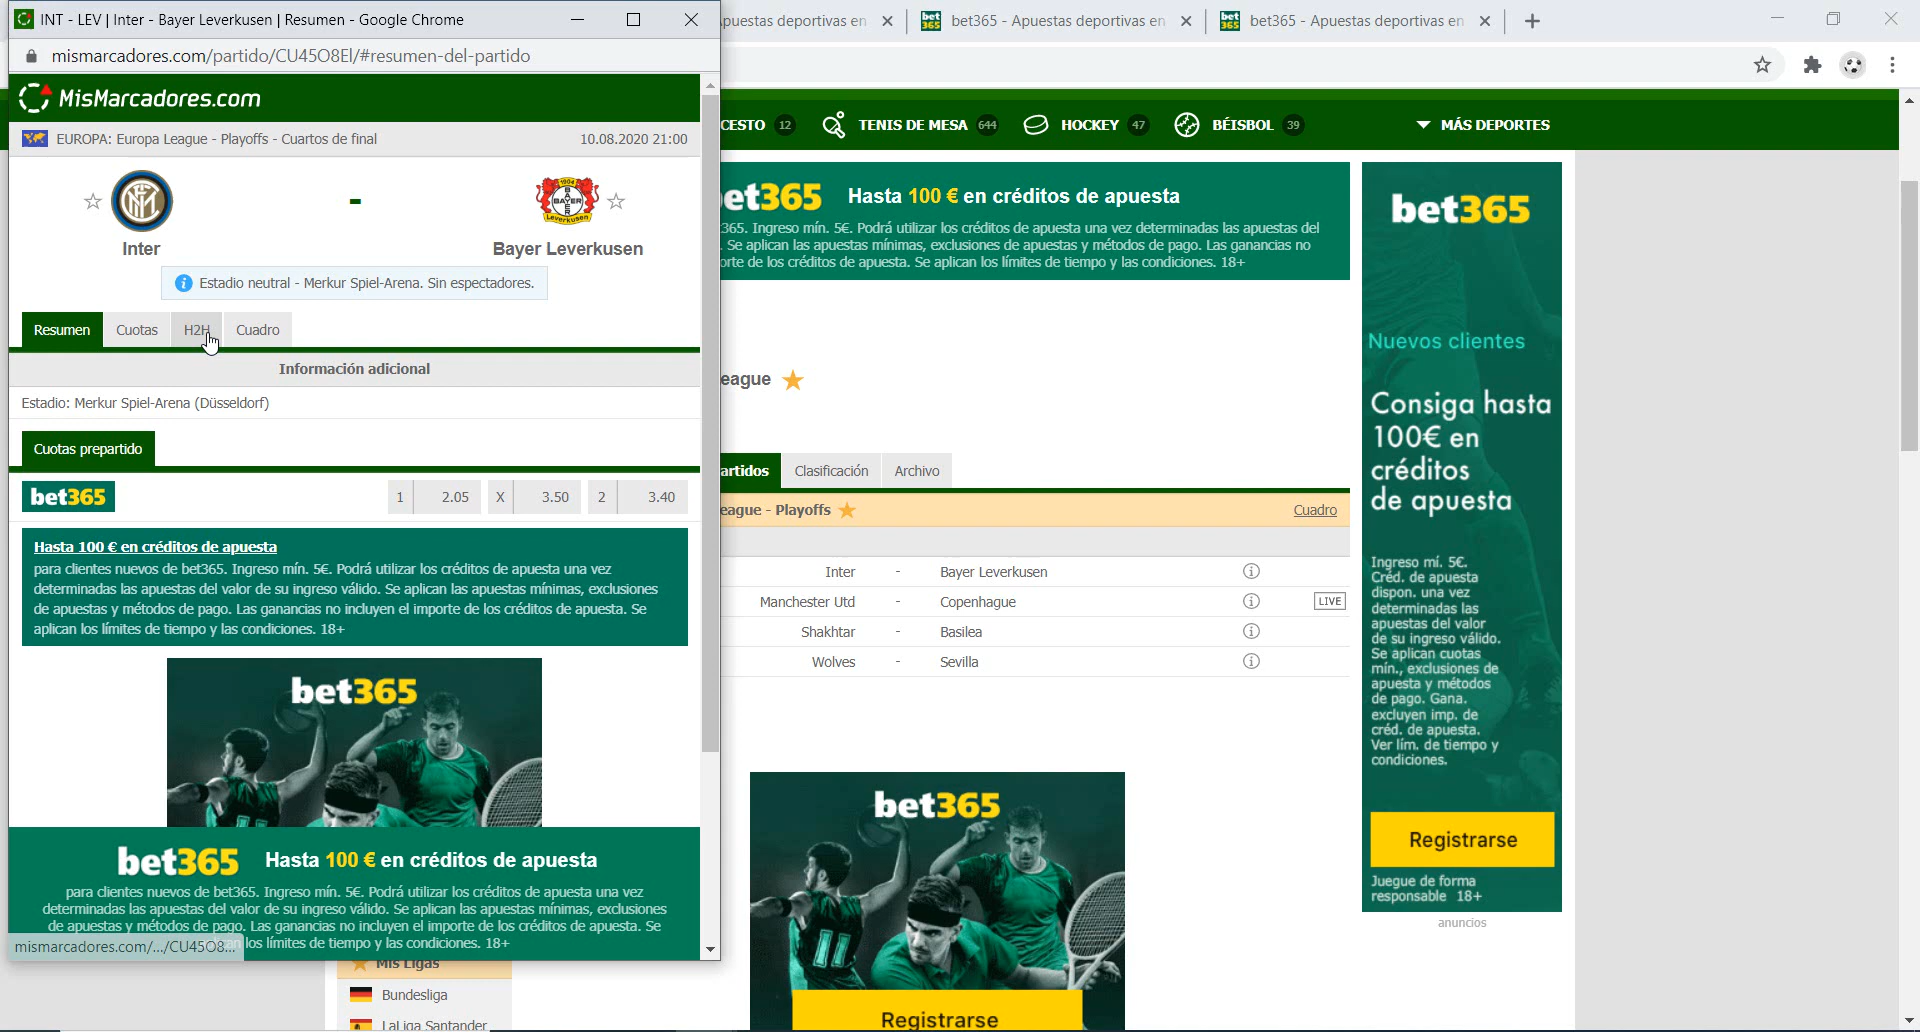 INT - LEV | Inter - Bayer Leverkusen | Resumen - Google Chrome
mismarcadores.com/partido/CU45O8El/#resumen-del-partido
MisMarcadores.com
EUROPA: Europa League - Playoffs - Cuartos de final 10.08.2020 21:00
-
Inter
Bayer Leverkusen
Estadio neutral - Merkur Spiel-Arena. Sin espectadores.
Resumen Cuotas H2H Cuadro
Información adicional
Estadio: Merkur Spiel-Arena (Düsseldorf)
Cuotas prepartido
bet365 1 2.05 X 3.50 2 3.40
Hasta 100 € en créditos de apuesta
para clientes nuevos de bet365. Ingreso mín. 5€. Podrá utilizar los créditos de apuesta una vez
determinadas las apuestas del valor de su ingreso válido. Se aplican las apuestas mínimas, exclusiones
de apuestas y métodos de pago. Las ganancias no incluyen el importe de los créditos de apuesta. Se
aplican los límites de tiempo y las condiciones. 18+
bet365
11
bet365 Hasta 100 € en créditos de apuesta
para clientes nuevos de bet365. Ingreso mín. 5€. Podrá utilizar los créditos de apuesta una vez
determinadas las apuestas del valor de su ingreso válido. Se aplican las apuestas mínimas, exclusiones
de apuestas y métodos de pago. Las ganancias no incluyen el importe de los créditos de apuesta. Se
los límites de tiempo y las condiciones. 18+
mismarcadores.com/.../CU45O8...
Mis Ligas
Bundesliga
LaLiga Santander
puestas deportivas en
bet365 - Apuestas deportivas en
bet365 - Apuestas deportivas en
CESTO 12 TENIS DE MESA 644 HOCKEY 47 BÉISBOL 39 MÁS DEPORTES
et365 Hasta 100 € en créditos de apuesta
365. Ingreso mín. 5€. Podrá utilizar los créditos de apuesta una vez determinadas las apuestas del
. Se aplican las apuestas mínimas, exclusiones de apuestas y métodos de pago. Las ganancias no
orte de los créditos de apuesta. Se aplican los límites de tiempo y las condiciones. 18+
eague
artidos Clasificación Archivo
eague - Playoffs Cuadro
Inter - Bayer Leverkusen
Manchester Utd - Copenhague LIVE
Shakhtar - Basilea
Wolves - Sevilla
bet365
11
Registrarse
bet365
Nuevos clientes
Consiga hasta
100€ en
créditos
de apuesta
Ingreso mí. 5€.
Créd. de apuesta
dispon. una vez
determinadas las
apuestas del valor
de su ingreso válido.
Se aplican cuotas
mín., exclusiones de
apuesta y métodos
de pago. Gana.
excluyen imp. de
créd. de apuesta.
Ver lím. de tiempo y
condiciones.
Registrarse
Juegue de forma
responsable 18+
anuncios